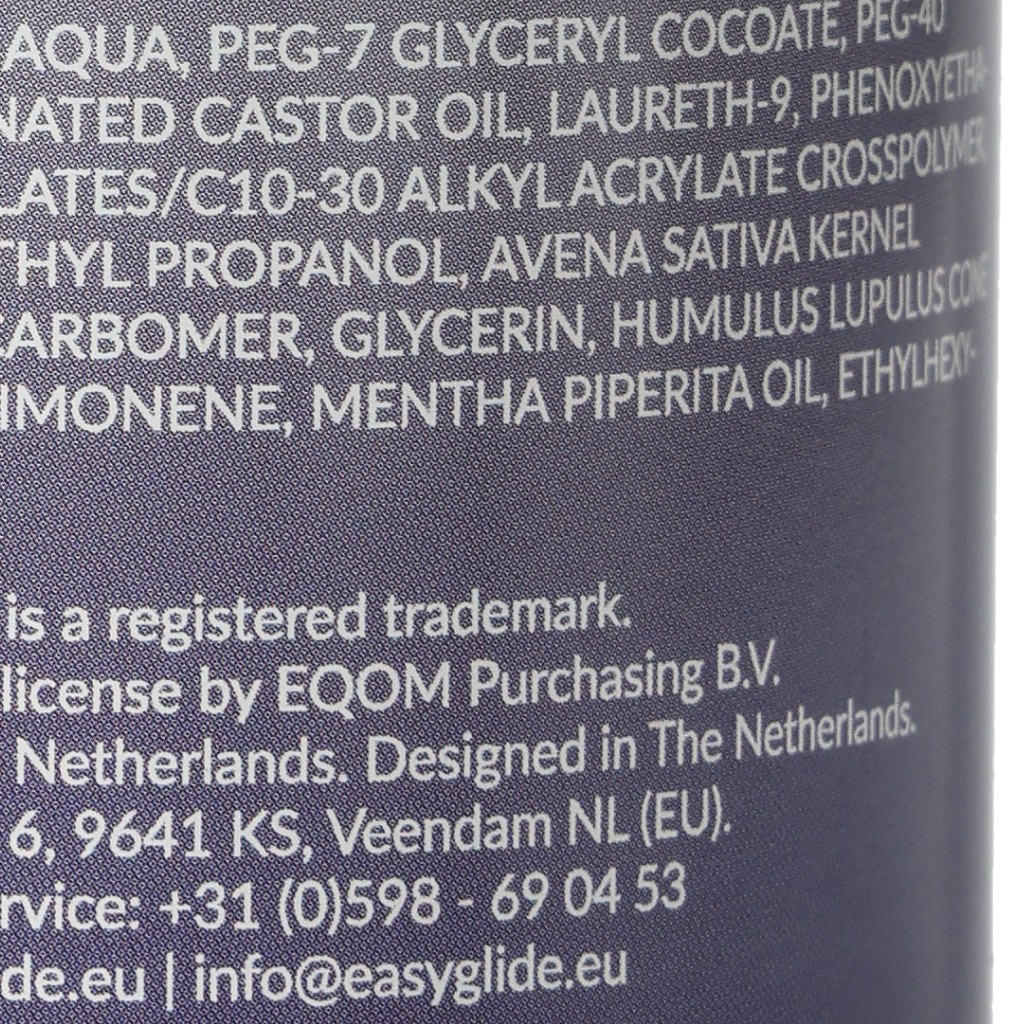 AQUA, PEG-7 GLYCERYL COCOATE, PEG-40
NATED CASTOR OIL, LAURETH-9, PHENOXYETHA-
LATES/C10-30 ALKYL ACRYLATE CROSSPOLYMER,
THYL PROPANOL, AVENA SATIVA KERNEL
CARBOMER, GLYCERIN, HUMULUS LUPULUS CONE
IMONENE, MENTHA PIPERITA OIL, ETHYLHEXY-
is a registered trademark.
license by EQOM Purchasing B.V.
Netherlands. Designed in The Netherlands.
6, 9641 KS, Veendam NL (EU).
rvice: +31 (0)598 - 69 04 53
de.eu | info@easyglide.eu